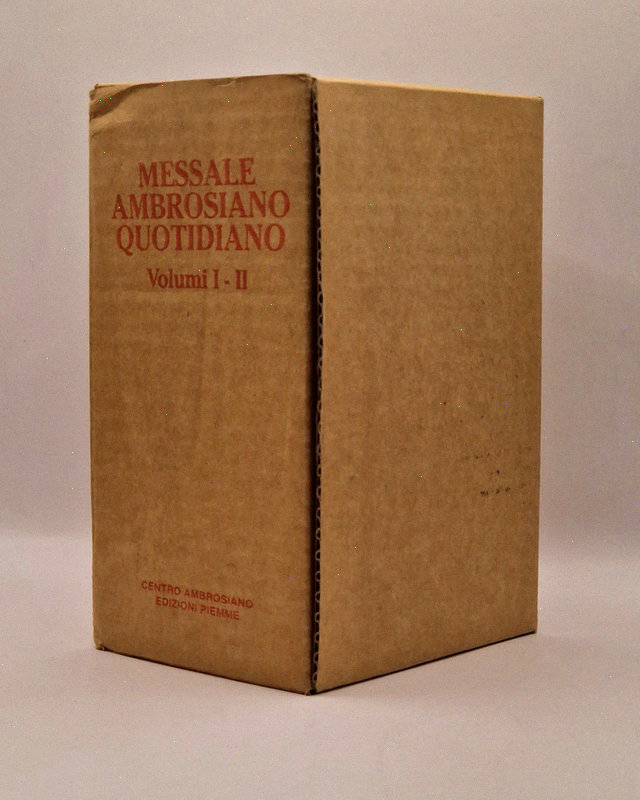 MESSALE
AMBROSIANO
QUOTIDIANO
Volumi I - II
CENTRO AMBROSIANO
EDIZIONI PIEMME